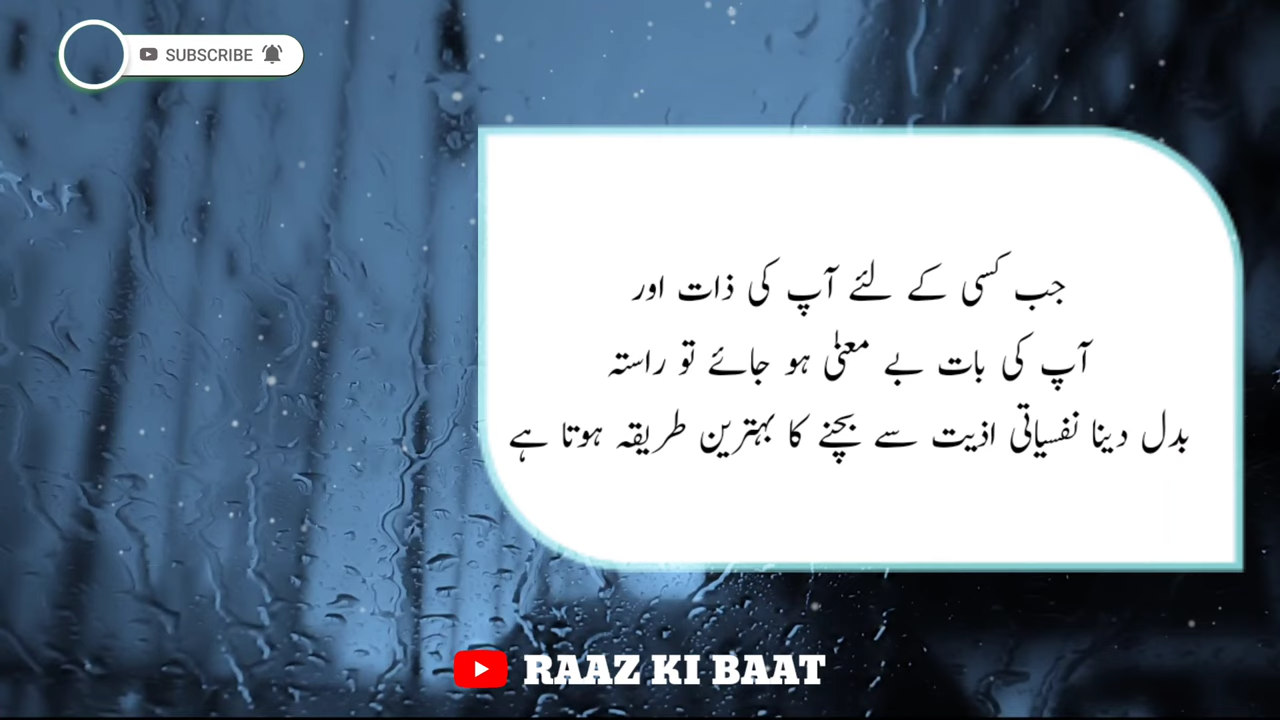 SUBSCRIBE
جب کسی کے لئے آپ کی ذات اور
آپ کی بات بے معنیٰ ہو جائے تو راستہ
بدل دینا نفسیاتی اذیت سے بچنے کا بہترین طریقہ ہوتا ہے
RAAZ KI BAAT